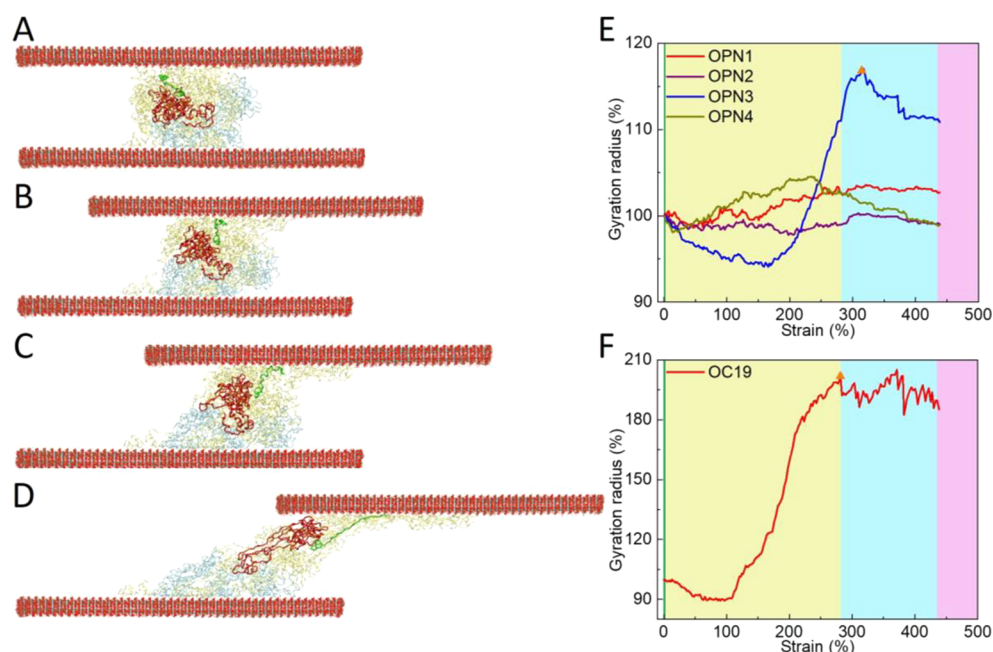 A
B
C
D
E
120
110
100
90
Gyration radius (%)
OPN1
OPN2
OPN3
OPN4
0 100 200 300 400 500
Strain (%)
F
210
180
150
120
90
Gyration radius (%)
OC19
0 100 200 300 400 500
Strain (%)